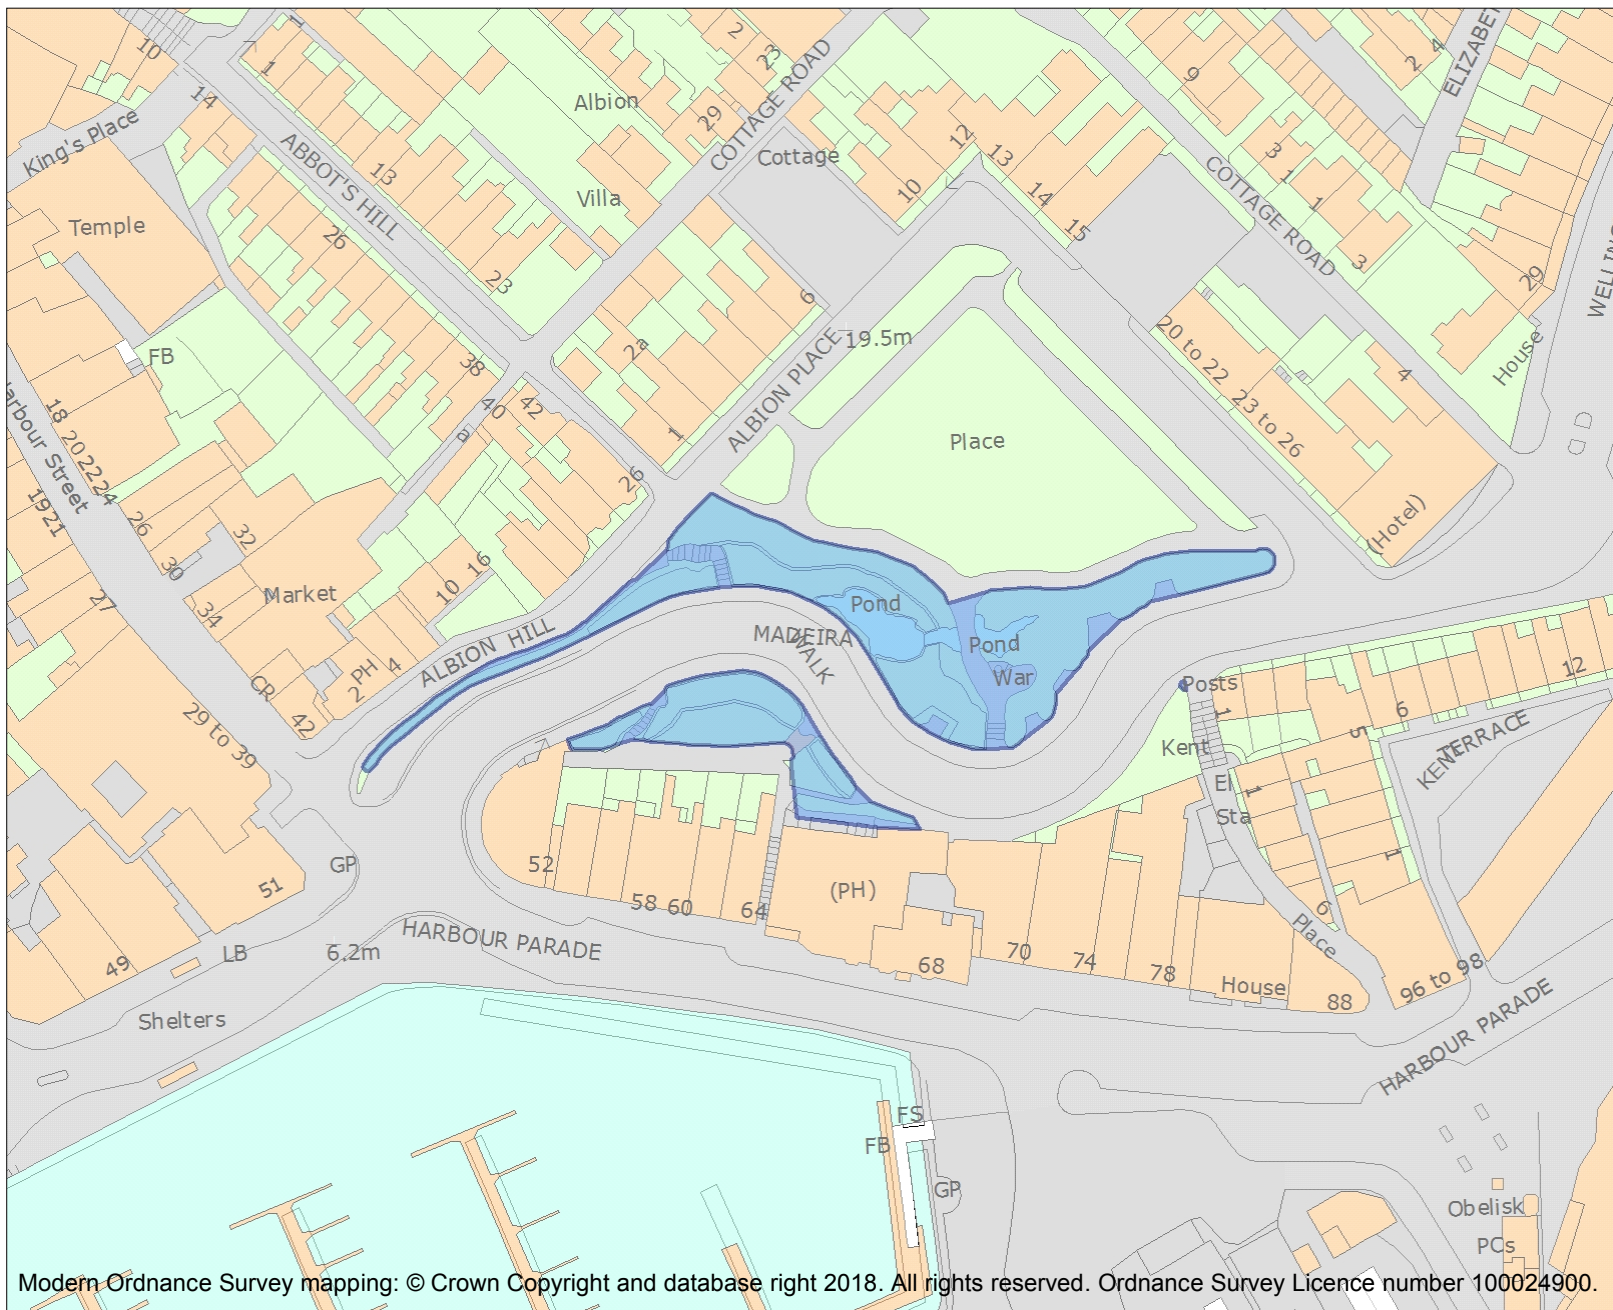 10
1
14
King's Place
ABBOT'S HILL
13
Albion
Villa
2
23
29
COTTAGE ROAD
Cottage
12
10
13
14
15
9
3
1
1
3
COTTAGE ROAD
2
4
29
House
Temple
26
23
6
2a
ALBION PLACE
19.5m
20 to 22
23 to 26
4
(Hotel)
FB
38
40
42
a
1
26
Place
18
20
22
24
Harbour Street
19
21
26
30
32
34
27
Market
10
16
ALBION HILL
PH
2
4
CR
42
29 to 39
Pond
Pond
War
MADEIRA
WALK
Posts
Kent
El
Sta
1
1
5
6
12
KENT
TERRACE
1
6
Place
GP
51
49
LB
6.2m
Shelters
52
58
60
64
(PH)
68
70
74
78
House
88
96 to 98
HARBOUR PARADE
HARBOUR PARADE
FS
FB
GP
Obelisk
PCs
Modern Ordnance Survey mapping: © Crown Copyright and database right 2018. All rights reserved. Ordnance Survey Licence number 100024900.